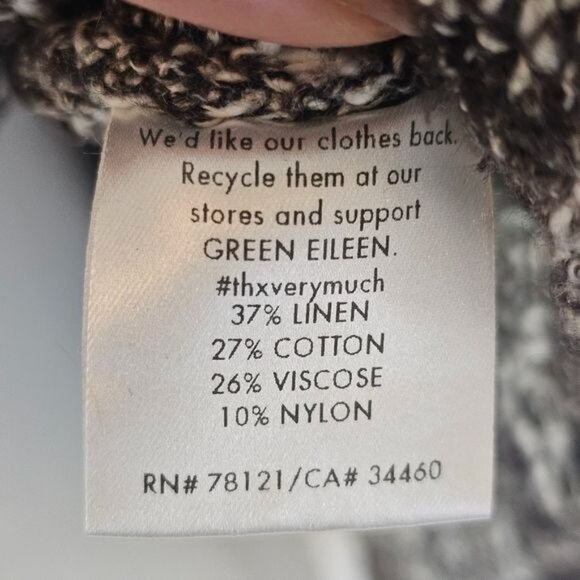 We'd like our clothes back.
Recycle them at our
stores and support
GREEN EILEEN.
#thxverymuch
37% LINEN
27% COTTON
26% VISCOSE
10% NYLON
RN# 78121/CA# 34460